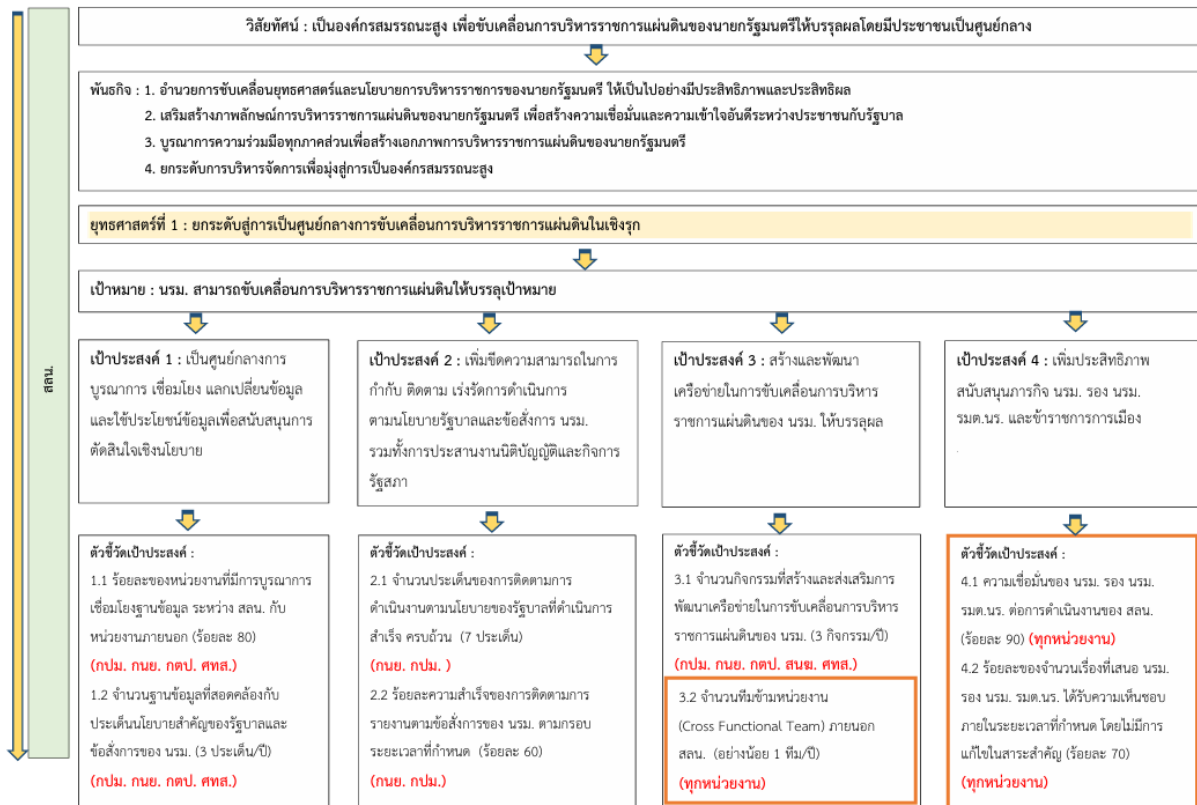 สลน.
วิสัยทัศน์ : เป็นองค์กรสมรรถนะสูง เพื่อขับเคลื่อนการบริหารราชการแผ่นดินของนายกรัฐมนตรีให้บรรลุผลโดยมีประชาชนเป็นศูนย์กลาง
พันธกิจ : 1. อำนวยการขับเคลื่อนยุทธศาสตร์และนโยบายการบริหารราชการของนายกรัฐมนตรี ให้เป็นไปอย่างมีประสิทธิภาพและประสิทธิผล
2. เสริมสร้างภาพลักษณ์การบริหารราชการแผ่นดินของนายกรัฐมนตรี เพื่อสร้างความเชื่อมั่นและความเข้าใจอันดีระหว่างประชาชนกับรัฐบาล
3. บูรณาการความร่วมมือทุกภาคส่วนเพื่อสร้างเอกภาพการบริหารราชการแผ่นดินของนายกรัฐมนตรี
4. ยกระดับการบริหารจัดการเพื่อมุ่งสู่การเป็นองค์กรสมรรถนะสูง
ยุทธศาสตร์ที่ 1 : ยกระดับสู่การเป็นศูนย์กลางการขับเคลื่อนการบริหารราชการแผ่นดินในเชิงรุก
เป้าหมาย : นรม. สามารถขับเคลื่อนการบริหารราชการแผ่นดินให้บรรลุเป้าหมาย
เป้าประสงค์ 1 : เป็นศูนย์กลางการ
บูรณาการ เชื่อมโยง แลกเปลี่ยนข้อมูล
และใช้ประโยชน์ข้อมูลเพื่อสนับสนุนการ
ตัดสินใจเชิงนโยบาย
เป้าประสงค์ 2 : เพิ่มขีดความสามารถในการ
กำกับ ติดตาม เร่งรัดการดำเนินการ
ตามนโยบายรัฐบาลและข้อสั่งการ นรม.
รวมทั้งการประสานงานนิติบัญญัติและกิจการ
รัฐสภา
เป้าประสงค์ 3 : สร้างและพัฒนา
เครือข่ายในการขับเคลื่อนการบริหาร
ราชการแผ่นดินของ นรม. ให้บรรลุผล
เป้าประสงค์ 4 : เพิ่มประสิทธิภาพ
สนับสนุนภารกิจ นรม. รอง นรม.
รมต.นร. และข้าราชการการเมือง
ตัวชี้วัดเป้าประสงค์ :
1.1 ร้อยละของหน่วยงานที่มีการบูรณาการ
เชื่อมโยงฐานข้อมูล ระหว่าง สลน. กับ
หน่วยงานภายนอก (ร้อยละ 80)
(กปม. กนย. กตป. ศทส.)
1.2 จำนวนฐานข้อมูลที่สอดคล้องกับ
ประเด็นนโยบายสำคัญของรัฐบาลและ
ข้อสั่งการของ นรม. (3 ประเด็น/ปี)
(กปม. กนย. กตป. ศทส.)
ตัวชี้วัดเป้าประสงค์ :
2.1 จำนวนประเด็นของการติดตามการ
ดำเนินงานตามนโยบายของรัฐบาลที่ดำเนินการ
สำเร็จ ครบถ้วน (7 ประเด็น)
(กนย. กปม. )
2.2 ร้อยละความสำเร็จของการติดตามการ
รายงานตามข้อสั่งการของ นรม. ตามกรอบ
ระยะเวลาที่กำหนด (ร้อยละ 60)
(กนย. กปม.)
ตัวชี้วัดเป้าประสงค์ :
3.1 จำนวนกิจกรรมที่สร้างและส่งเสริมการ
พัฒนาเครือข่ายในการขับเคลื่อนการบริหาร
ราชการแผ่นดินของ นรม. (3 กิจกรรม/ปี)
(กปม. กนย. กตป. สนฆ. ศทส.)
3.2 จำนวนทีมข้ามหน่วยงาน
(Cross Functional Team) ภายนอก
สลน. (อย่างน้อย 1 ทีม/ปี)
(ทุกหน่วยงาน)
ตัวชี้วัดเป้าประสงค์ :
4.1 ความเชื่อมั่นของ นรม. รอง นรม.
รมต.นร. ต่อการดำเนินงานของ สลน.
(ร้อยละ 90) (ทุกหน่วยงาน)
4.2 ร้อยละของจำนวนเรื่องที่เสนอ นรม.
รอง นรม. รมต.นร. ได้รับความเห็นชอบ
ภายในระยะเวลาที่กำหนด โดยไม่มีการ
แก้ไขในสาระสำคัญ (ร้อยละ 70)
(ทุกหน่วยงาน)